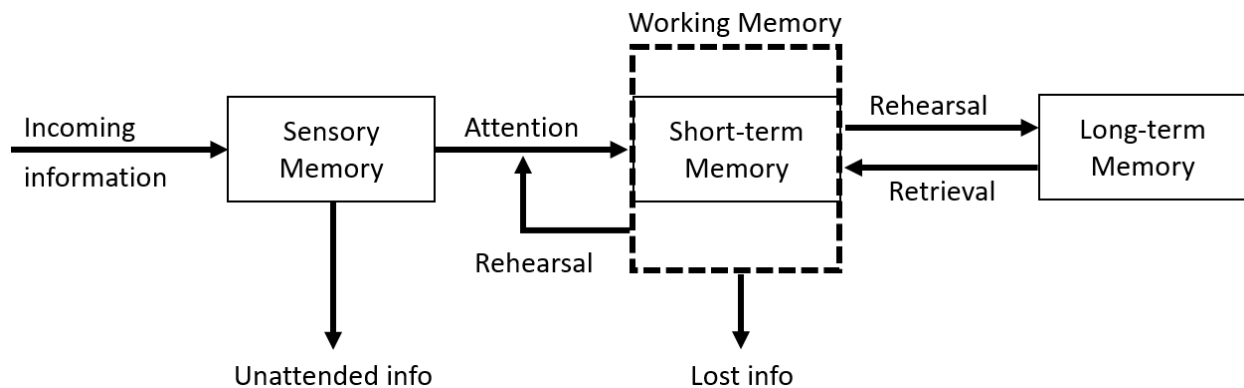 Working Memory
Incoming
information
Sensory
Memory
Attention
Rehearsal
Short-term
Memory
Rehearsal
Retrieval
Long-term
Memory
Unattended info
Lost info